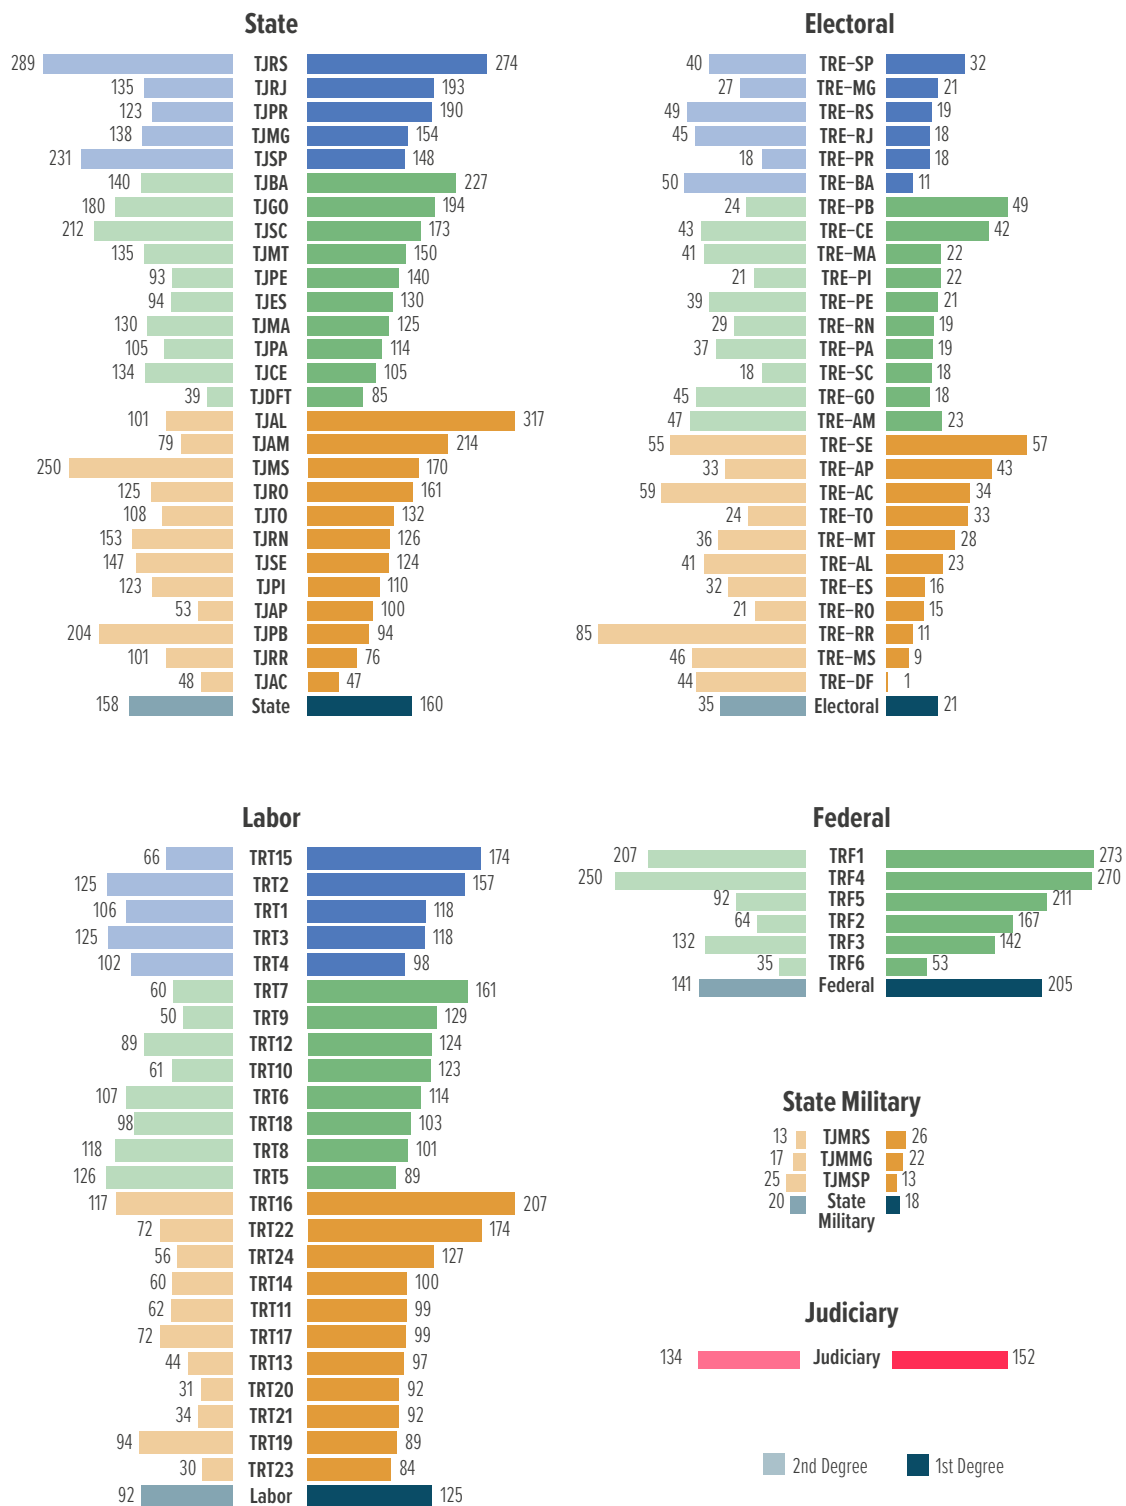 State
289 TJRS 274
135 TJRJ 193
123 TJPR 190
138 TJMG 154
231 TJSP 148
140 TJBA 227
180 TJGO 194
212 TJSC 173
135 TJMT 150
93 TJPE 140
94 TJES 130
130 TJMA 125
105 TJPA 114
134 TJCE 105
39 TJDFT 85
101 TJAL 317
79 TJAM 214
250 TJMS 170
125 TJRO 161
108 TJTO 132
153 TJRN 126
147 TJSE 124
123 TJPI 110
53 TJAP 100
204 TJPB 94
101 TJRR 76
48 TJAC 47
158 State 160
Electoral
40 TRE-SP 32
27 TRE-MG 21
49 TRE-RS 19
45 TRE-RJ 18
18 TRE-PR 18
50 TRE-BA 11
24 TRE-PB 49
43 TRE-CE 42
41 TRE-MA 22
21 TRE-PI 22
39 TRE-PE 21
29 TRE-RN 19
37 TRE-PA 19
18 TRE-SC 18
45 TRE-GO 18
47 TRE-AM 23
55 TRE-SE 57
33 TRE-AP 43
59 TRE-AC 34
24 TRE-TO 33
36 TRE-MT 28
41 TRE-AL 23
32 TRE-ES 16
21 TRE-RO 15
85 TRE-RR 11
46 TRE-MS 9
44 TRE-DF 1
35 Electoral 21
Labor
66 TRT15 174
125 TRT2 157
106 TRT1 118
125 TRT3 118
102 TRT4 98
60 TRT7 161
50 TRT9 129
89 TRT12 124
61 TRT10 123
107 TRT6 114
98 TRT18 103
118 TRT8 101
126 TRT5 89
117 TRT16 207
72 TRT22 174
56 TRT24 127
60 TRT14 100
62 TRT11 99
72 TRT17 99
44 TRT13 97
31 TRT20 92
34 TRT21 92
94 TRT19 89
30 TRT23 84
92 Labor 125
Federal
207 TRF1 273
250 TRF4 270
92 TRF5 211
64 TRF2 167
132 TRF3 142
35 TRF6 53
141 Federal 205
State Military
13 TJMRS 26
17 TJMMG 22
25 TJMSP 13
20 State 18
Military
Judiciary
134 Judiciary 152
2nd Degree 1st Degree